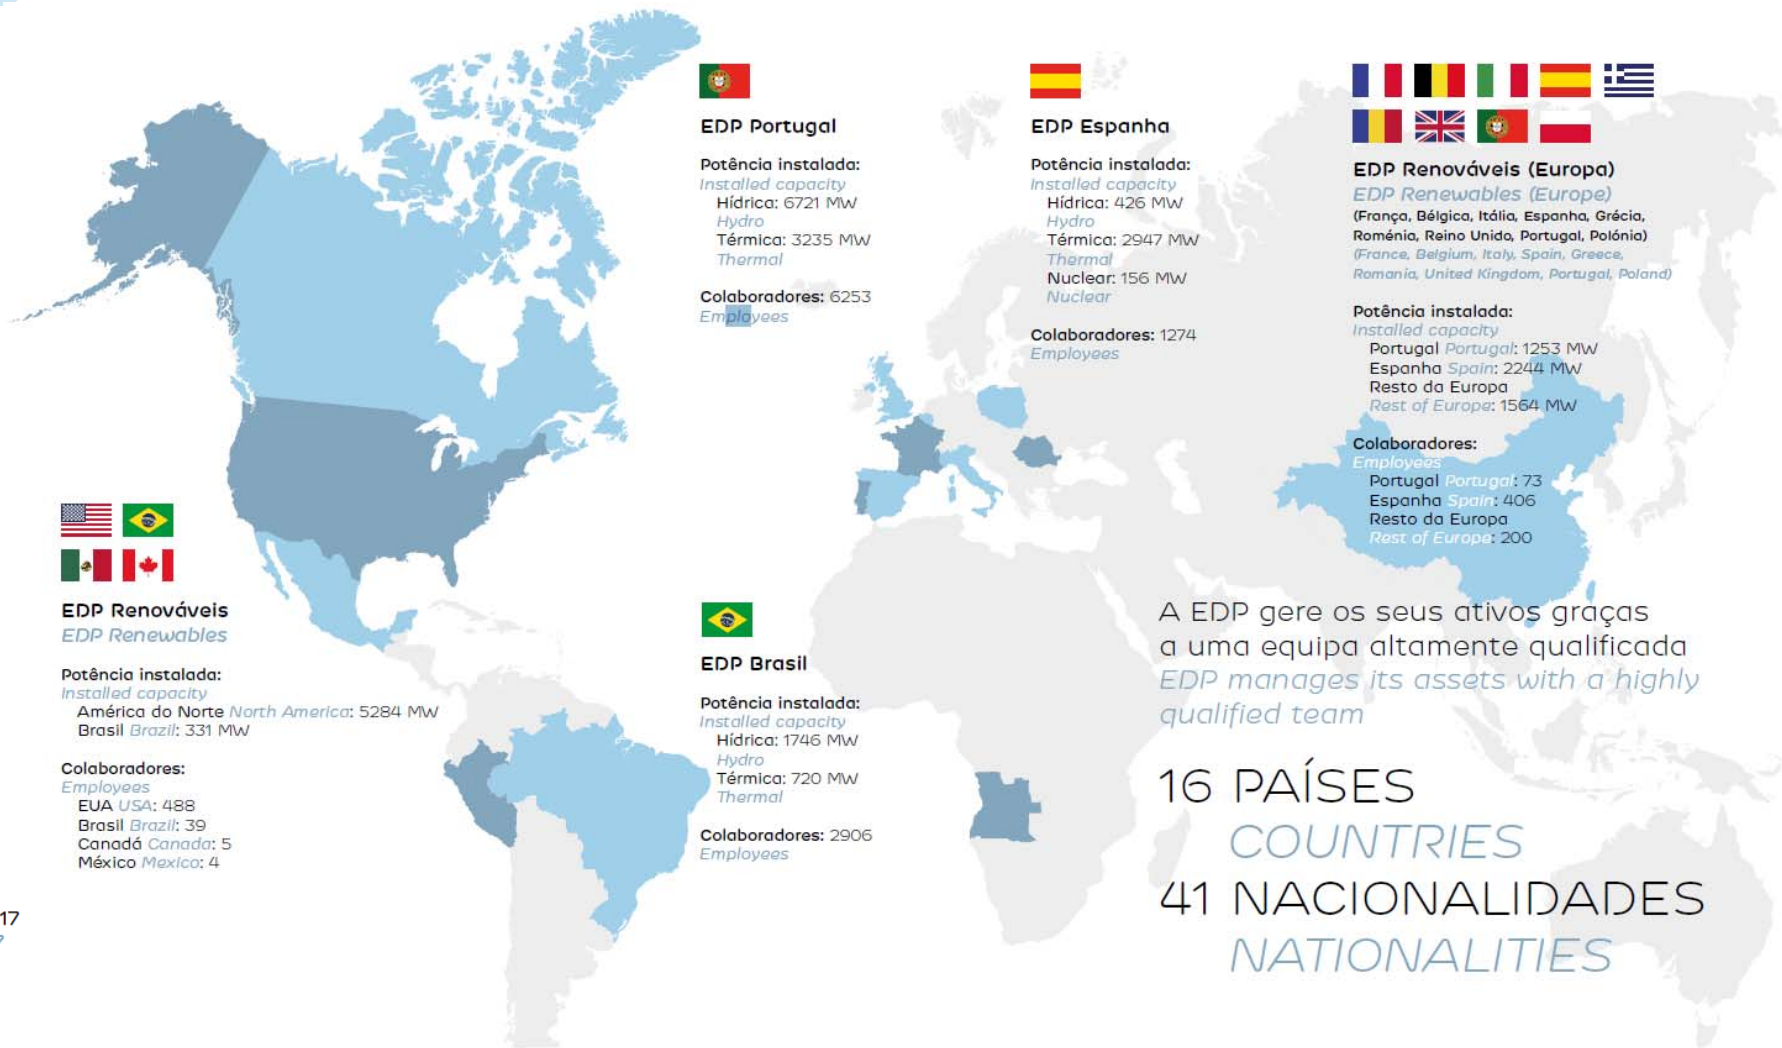 EDP Portugal
Potência instalada:
Installed capacity
Hídrica: 6721 MW
Hydro
Térmica: 3235 MW
Thermal
Colaboradores: 6253
Employees
EDP Espanha
Potência instalada:
Installed capacity
Hídrica: 426 MW
Hydro
Térmica: 2947 MW
Thermal
Nuclear: 156 MW
Nuclear
Colaboradores: 1274
Employees
EDP Renováveis (Europa)
EDP Renewables (Europe)
(França, Bélgica, Itália, Espanha, Grécia,
Roménia, Reino Unido, Portugal, Polónia)
(France, Belgium, Italy, Spain, Greece,
Romania, United Kingdom, Portugal, Poland)
Potência instalada:
Installed capacity
Portugal Portugal: 1253 MW
Espanha Spain: 2244 MW
Resto da Europa
Rest of Europe: 1564 MW
Colaboradores:
Employees
Portugal Portugal: 73
Espanha Spain: 406
Resto da Europa
Rest of Europe: 200
EDP Renováveis
EDP Renewables
Potência instalada:
Installed capacity
América do Norte North America: 5284 MW
Brasil Brazil: 331 MW
Colaboradores:
Employees
EUA USA: 488
Brasil Brazil: 39
Canadá Canada: 5
México Mexico: 4
EDP Brasil
Potência instalada:
Installed capacity
Hídrica: 1746 MW
Hydro
Térmica: 720 MW
Thermal
Colaboradores: 2906
Employees
A EDP gere os seus ativos graças
a uma equipa altamente qualificada
EDP manages its assets with a highly
qualified team
16 PAÍSES
COUNTRIES
41 NACIONALIDADES
NATIONALITIES
17